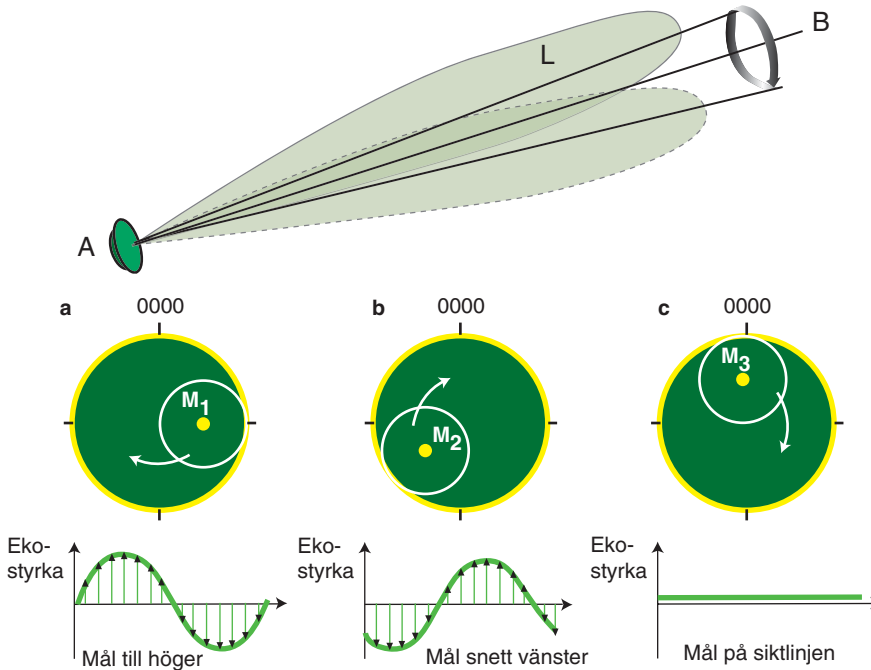 L
B
A
a
0000
b
0000
c
0000
M1
M2
M3
Eko-
styrka
Mål till höger
Eko-
styrka
Mål snett vänster
Eko-
styrka
Mål på siktlinjen